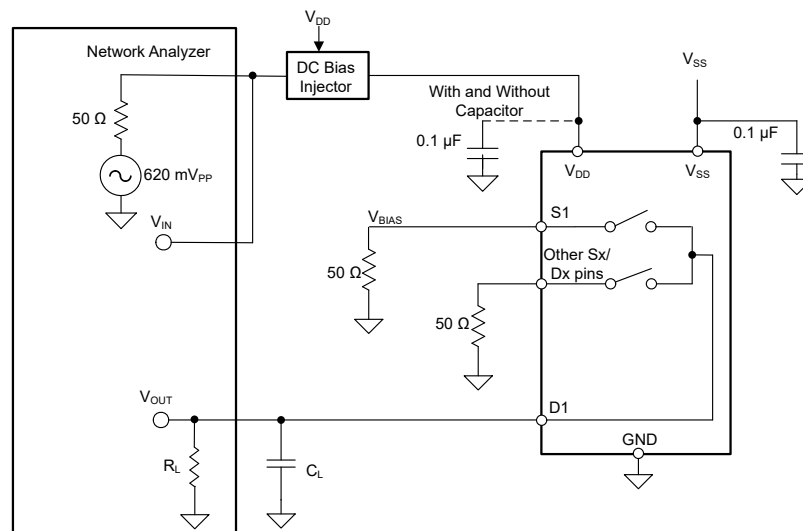 V_DD
Network Analyzer
DC Bias
Injector
V_SS
With and Without
Capacitor
50 Ω
0.1 µF
0.1 µF
620 mV_PP
V_DD
V_SS
V_IN
V_BIAS
S1
50 Ω
Other Sx/
Dx pins
50 Ω
V_OUT
D1
R_L
C_L
GND